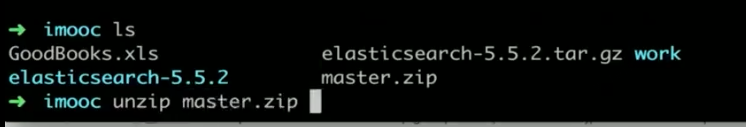 ➜ imooc ls
GoodBooks.xls elasticsearch-5.5.2.tar.gz work
elasticsearch-5.5.2 master.zip
➜ imooc unzip master.zip